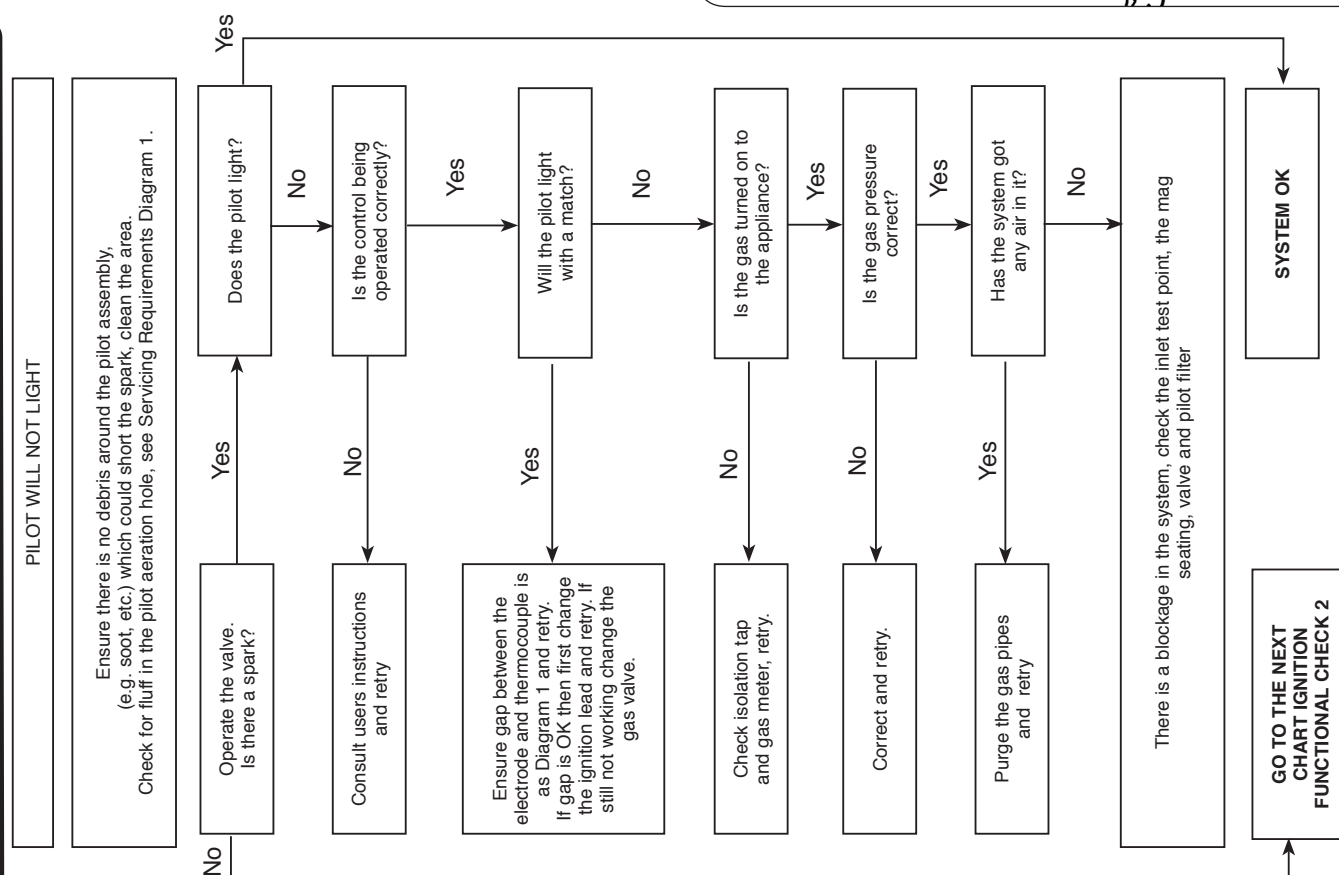 PILOT WILL NOT LIGHT
Ensure there is no debris around the pilot assembly,
(e.g. soot, etc.) which could short the spark, clean the area.
Check for fluff in the pilot aeration hole, see Servicing Requirements Diagram 1.
No
Operate the valve.
Is there a spark?
Yes
Does the pilot light?
Yes
No
Consult users instructions
and retry
No
Is the control being
operated correctly?
Yes
Ensure gap between the
electrode and thermocouple is
as Diagram 1 and retry.
If gap is OK then first change
the ignition lead and retry. If
still not working change the
gas valve.
Yes
Will the pilot light
with a match?
No
Check isolation tap
and gas meter, retry.
No
Is the gas turned on to
the appliance?
Yes
Correct and retry.
No
Is the gas pressure
correct?
Yes
Purge the gas pipes
and retry
Yes
Has the system got
any air in it?
No
There is a blockage in the system, check the inlet test point, the mag
seating, valve and pilot filter
GO TO THE NEXT
CHART IGNITION
FUNCTIONAL CHECK 2
SYSTEM OK